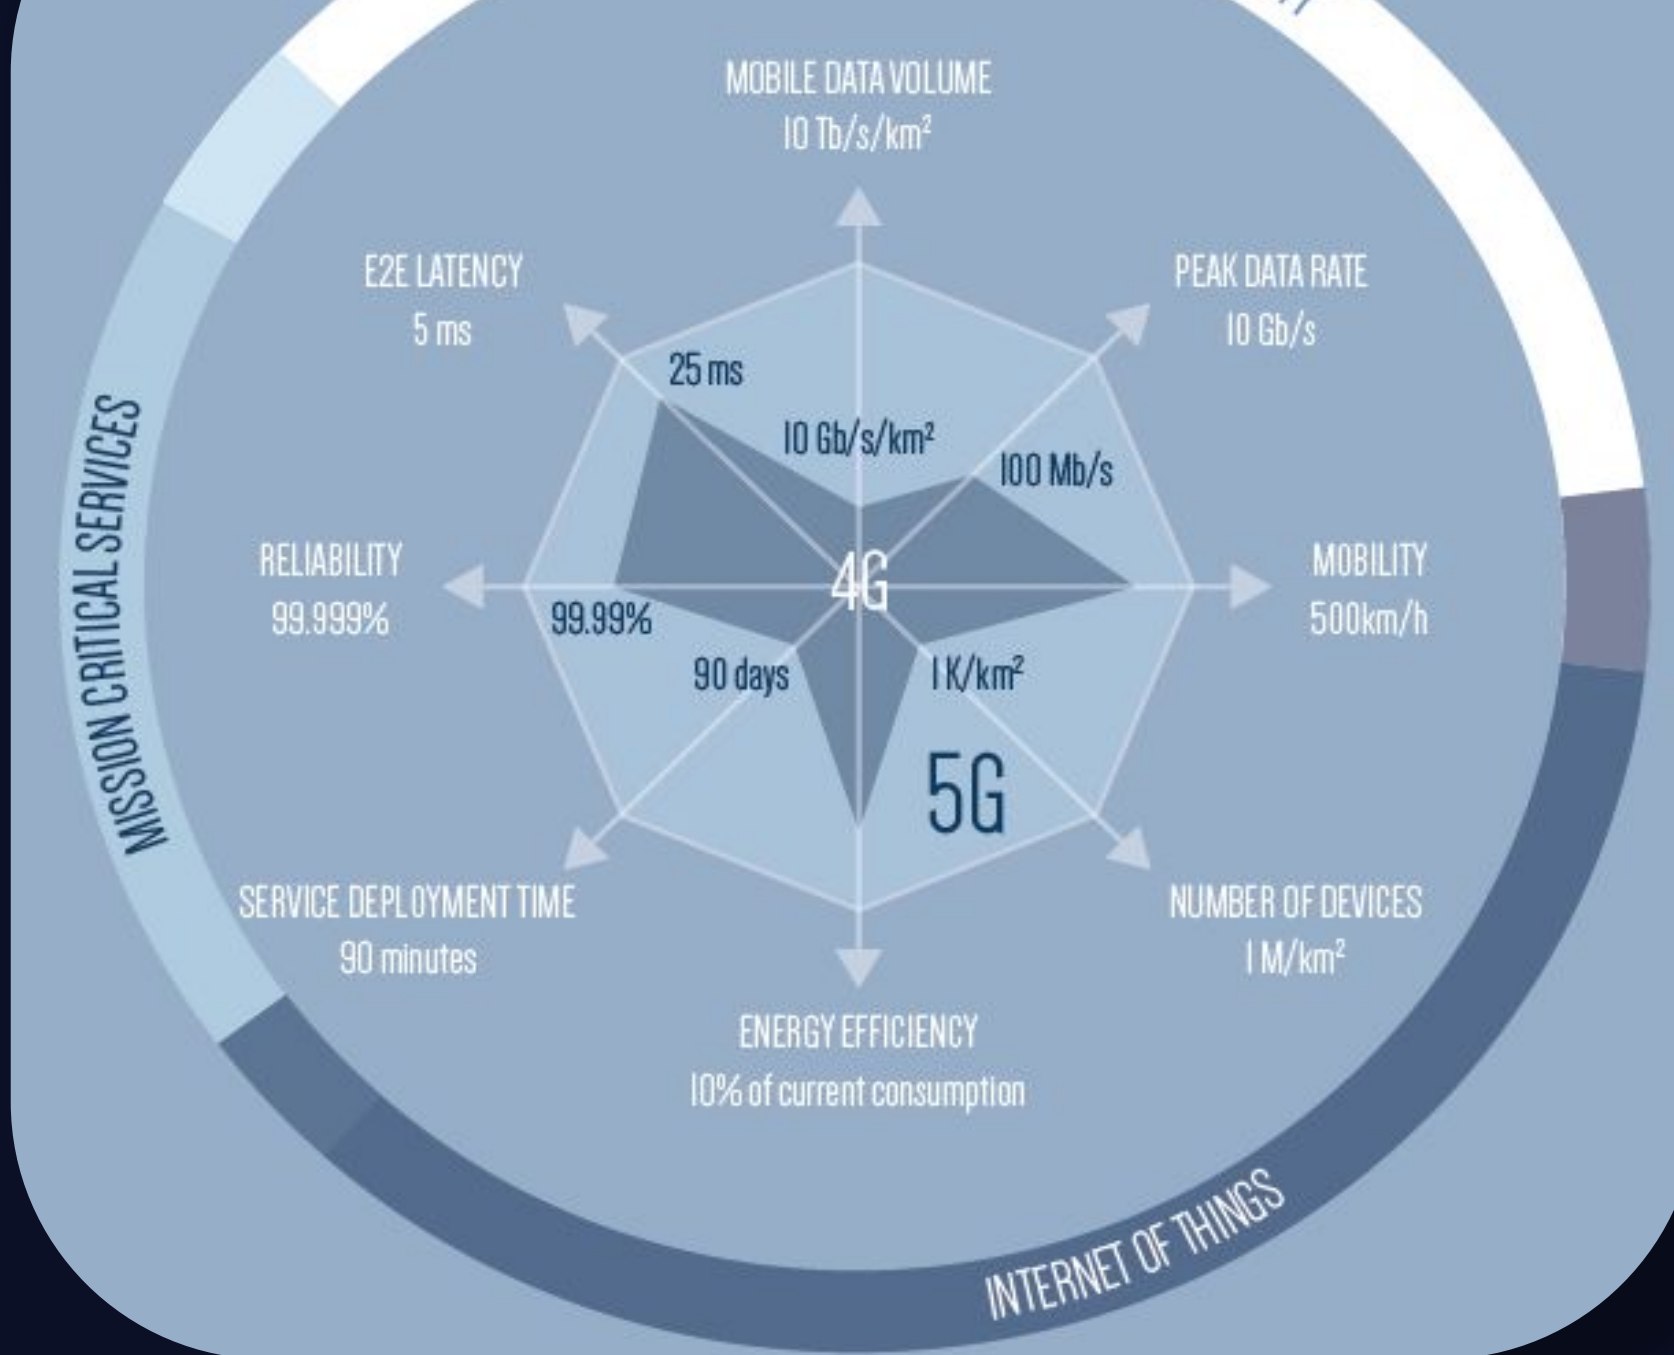 MOBILE DATA VOLUME
10 Tb/s/km²
E2E LATENCY
5 ms
PEAK DATA RATE
10 Gb/s
25 ms
10 Gb/s/km²
100 Mb/s
RELIABILITY
99.999%
4G
MOBILITY
500km/h
99.99%
90 days
1 K/km²
5G
SERVICE DEPLOYMENT TIME
90 minutes
NUMBER OF DEVICES
1 M/km²
ENERGY EFFICIENCY
10% of current consumption
MISSION CRITICAL SERVICES
INTERNET OF THINGS